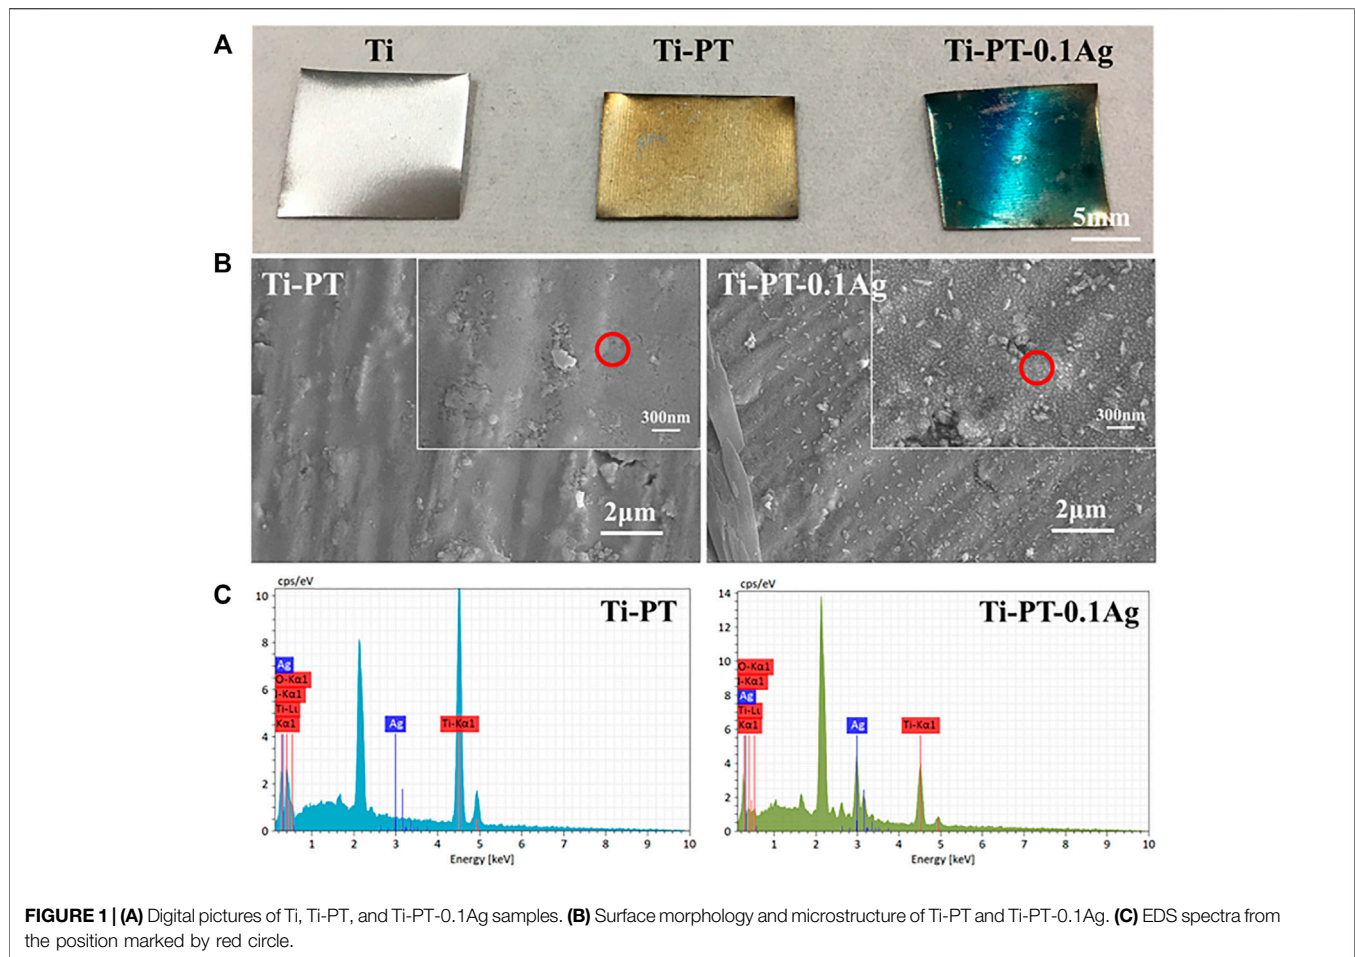 A
Ti
Ti-PT
Ti-PT-0.1Ag
5mm
B
Ti-PT
300nm
2μm
Ti-PT-0.1Ag
300nm
2μm
C
cps/eV
Ti-PT
10
8
6
4
2
0
Ag
O-Kα1
I-Kα1
Ti-Lι
Kα1
Ag
Ti-Kα1
1 2 3 4 5 6 7 8 9 10
Energy [keV]
cps/eV
Ti-PT-0.1Ag
14
12
10
8
6
4
2
0
O-Kα1
I-Kα1
Ag
Ti-Lι
Kα1
Ag
Ti-Kα1
1 2 3 4 5 6 7 8 9 10
Energy [keV]
FIGURE 1 | (A) Digital pictures of Ti, Ti-PT, and Ti-PT-0.1Ag samples. (B) Surface morphology and microstructure of Ti-PT and Ti-PT-0.1Ag. (C) EDS spectra from
the position marked by red circle.